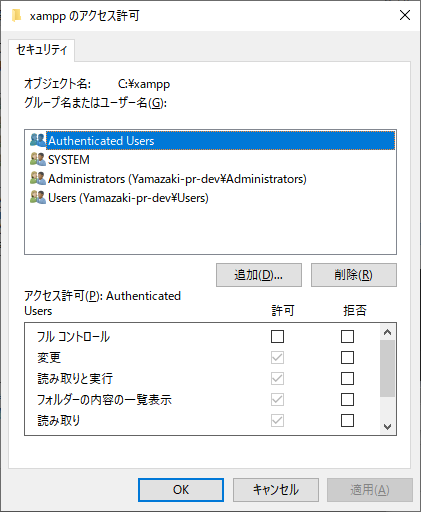 xampp のアクセス許可
セキュリティ
オブジェクト名: C:¥xampp
グループ名またはユーザー名(G):
Authenticated Users
SYSTEM
Administrators (Yamazaki-pr-dev¥Administrators)
Users (Yamazaki-pr-dev¥Users)
追加(D)... 削除(R)
アクセス許可(P): Authenticated
Users 許可 拒否
フル コントロール
変更
読み取りと実行
フォルダーの内容の一覧表示
読み取り
OK キャンセル 適用(A)